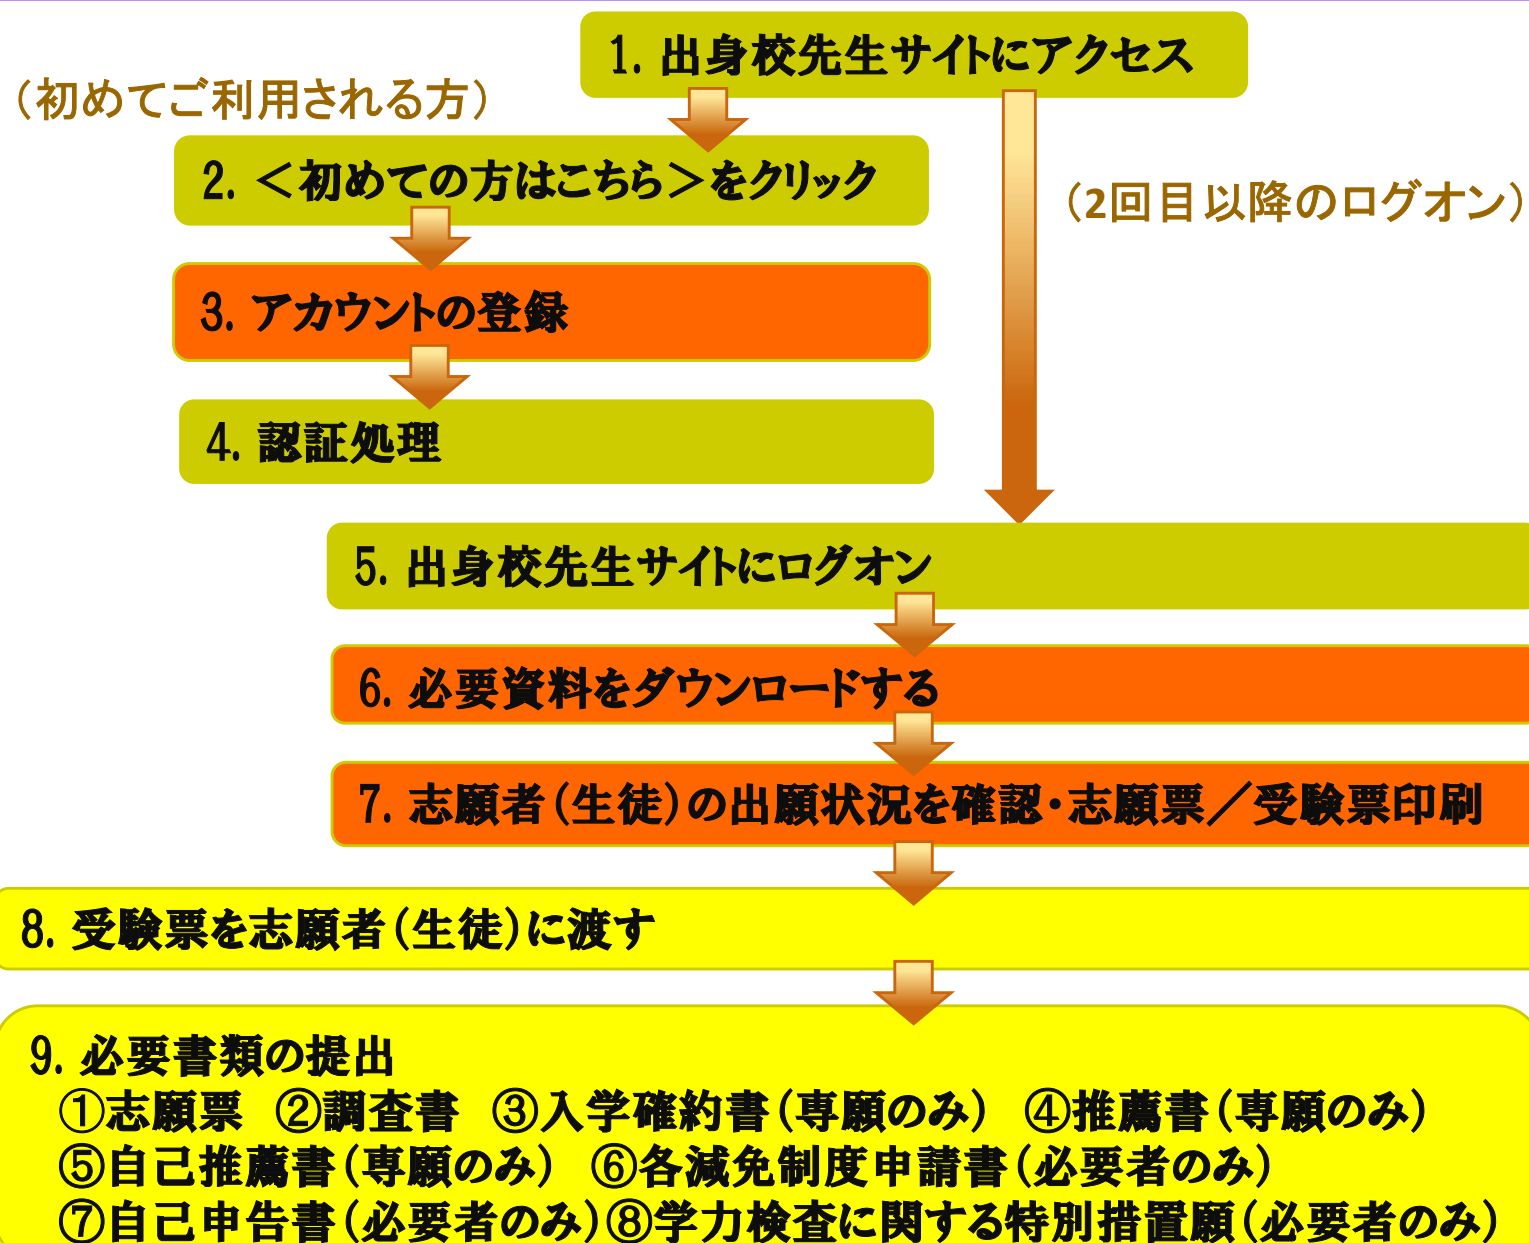 1. 出身校先生サイトにアクセス
（初めてご利用される方）
2. ＜初めての方はこちら＞をクリック
（2回目以降のログオン）
3. アカウントの登録
4. 認証処理
5. 出身校先生サイトにログオン
6. 必要資料をダウンロードする
7. 志願者（生徒）の出願状況を確認・志願票／受験票印刷
8. 受験票を志願者（生徒）に渡す
9. 必要書類の提出
①志願票 ②調査書 ③入学確約書（専願のみ） ④推薦書（専願のみ）
⑤自己推薦書（専願のみ） ⑥各減免制度申請書（必要者のみ）
⑦自己申告書（必要者のみ）⑧学力検査に関する特別措置願（必要者のみ）